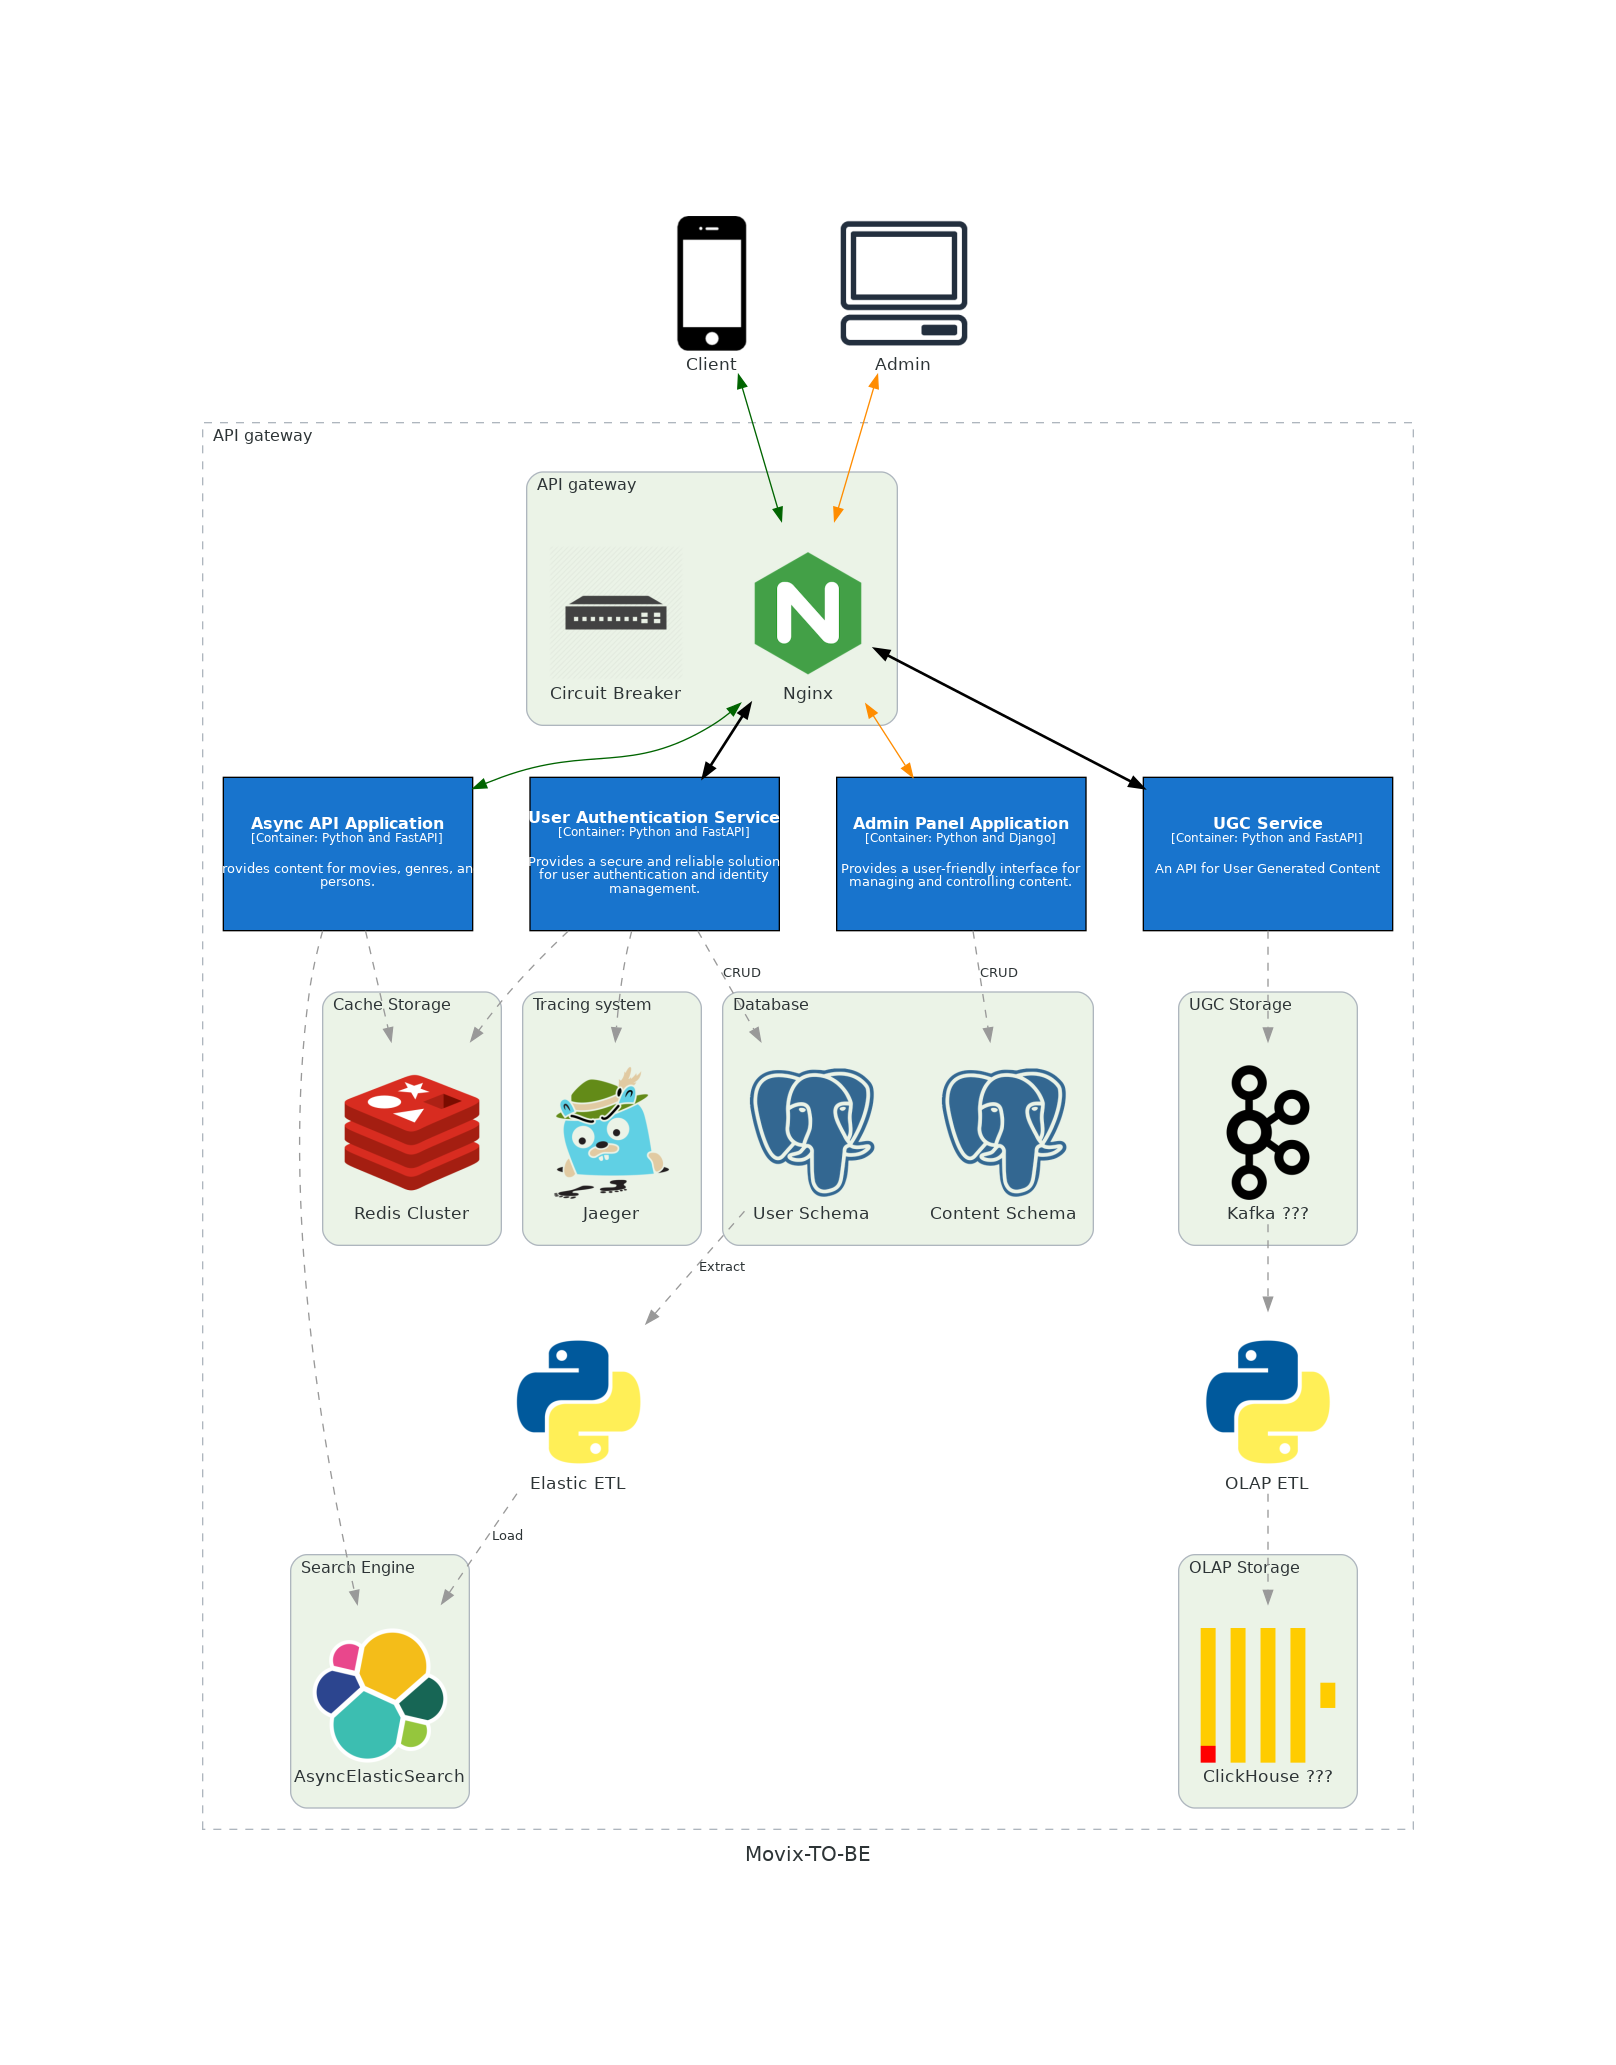 Client
Admin
API gateway
API gateway
Circuit Breaker
Nginx
Async API Application
[Container: Python and FastAPI]
rovides content for movies, genres, an
persons.
User Authentication Service
[Container: Python and FastAPI]
Provides a secure and reliable solution
for user authentication and identity
management.
Admin Panel Application
[Container: Python and Django]
Provides a user-friendly interface for
managing and controlling content.
UGC Service
[Container: Python and FastAPI]
An API for User Generated Content
CRUD
CRUD
Cache Storage
Tracing system
Database
UGC Storage
Redis Cluster
Jaeger
User Schema
Content Schema
Kafka ???
Extract
Elastic ETL
OLAP ETL
Load
Search Engine
OLAP Storage
AsyncElasticSearch
ClickHouse ???
Movix-TO-BE